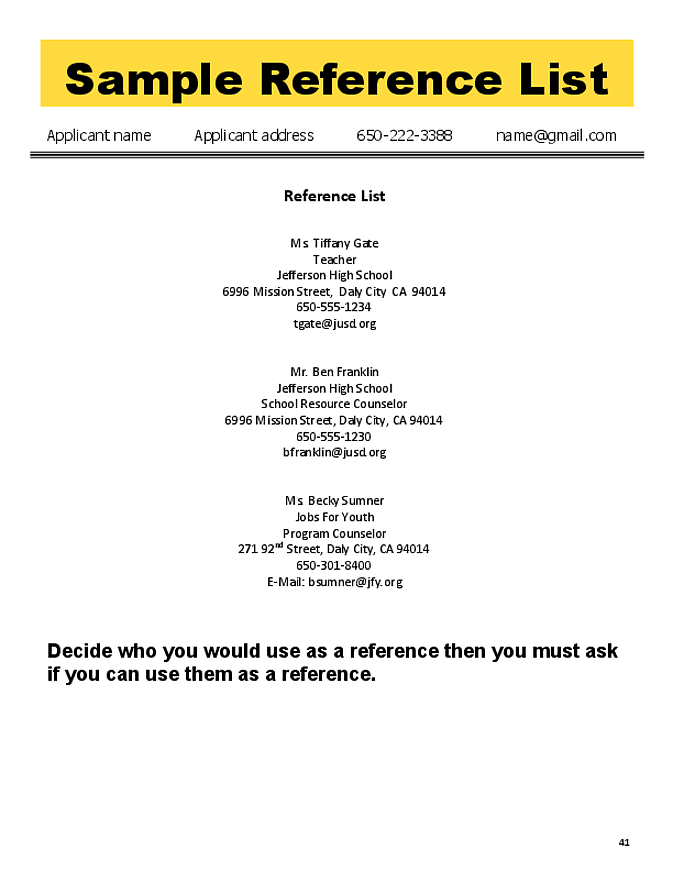 Sample Reference List
Applicant name Applicant address 650-222-3388 name@gmail.com
Reference List
Ms. Tiffany Gate
Teacher
Jefferson High School
6996 Mission Street, Daly City CA 94014
650-555-1234
tgate@jusd.org
Mr. Ben Franklin
Jefferson High School
School Resource Counselor
6996 Mission Street, Daly City, CA 94014
650-555-1230
bfranklin@jusd.org
Ms. Becky Sumner
Jobs For Youth
Program Counselor
271 92nd Street, Daly City, CA 94014
650-301-8400
E-Mail: bsumner@jfy.org
Decide who you would use as a reference then you must ask
if you can use them as a reference.
41